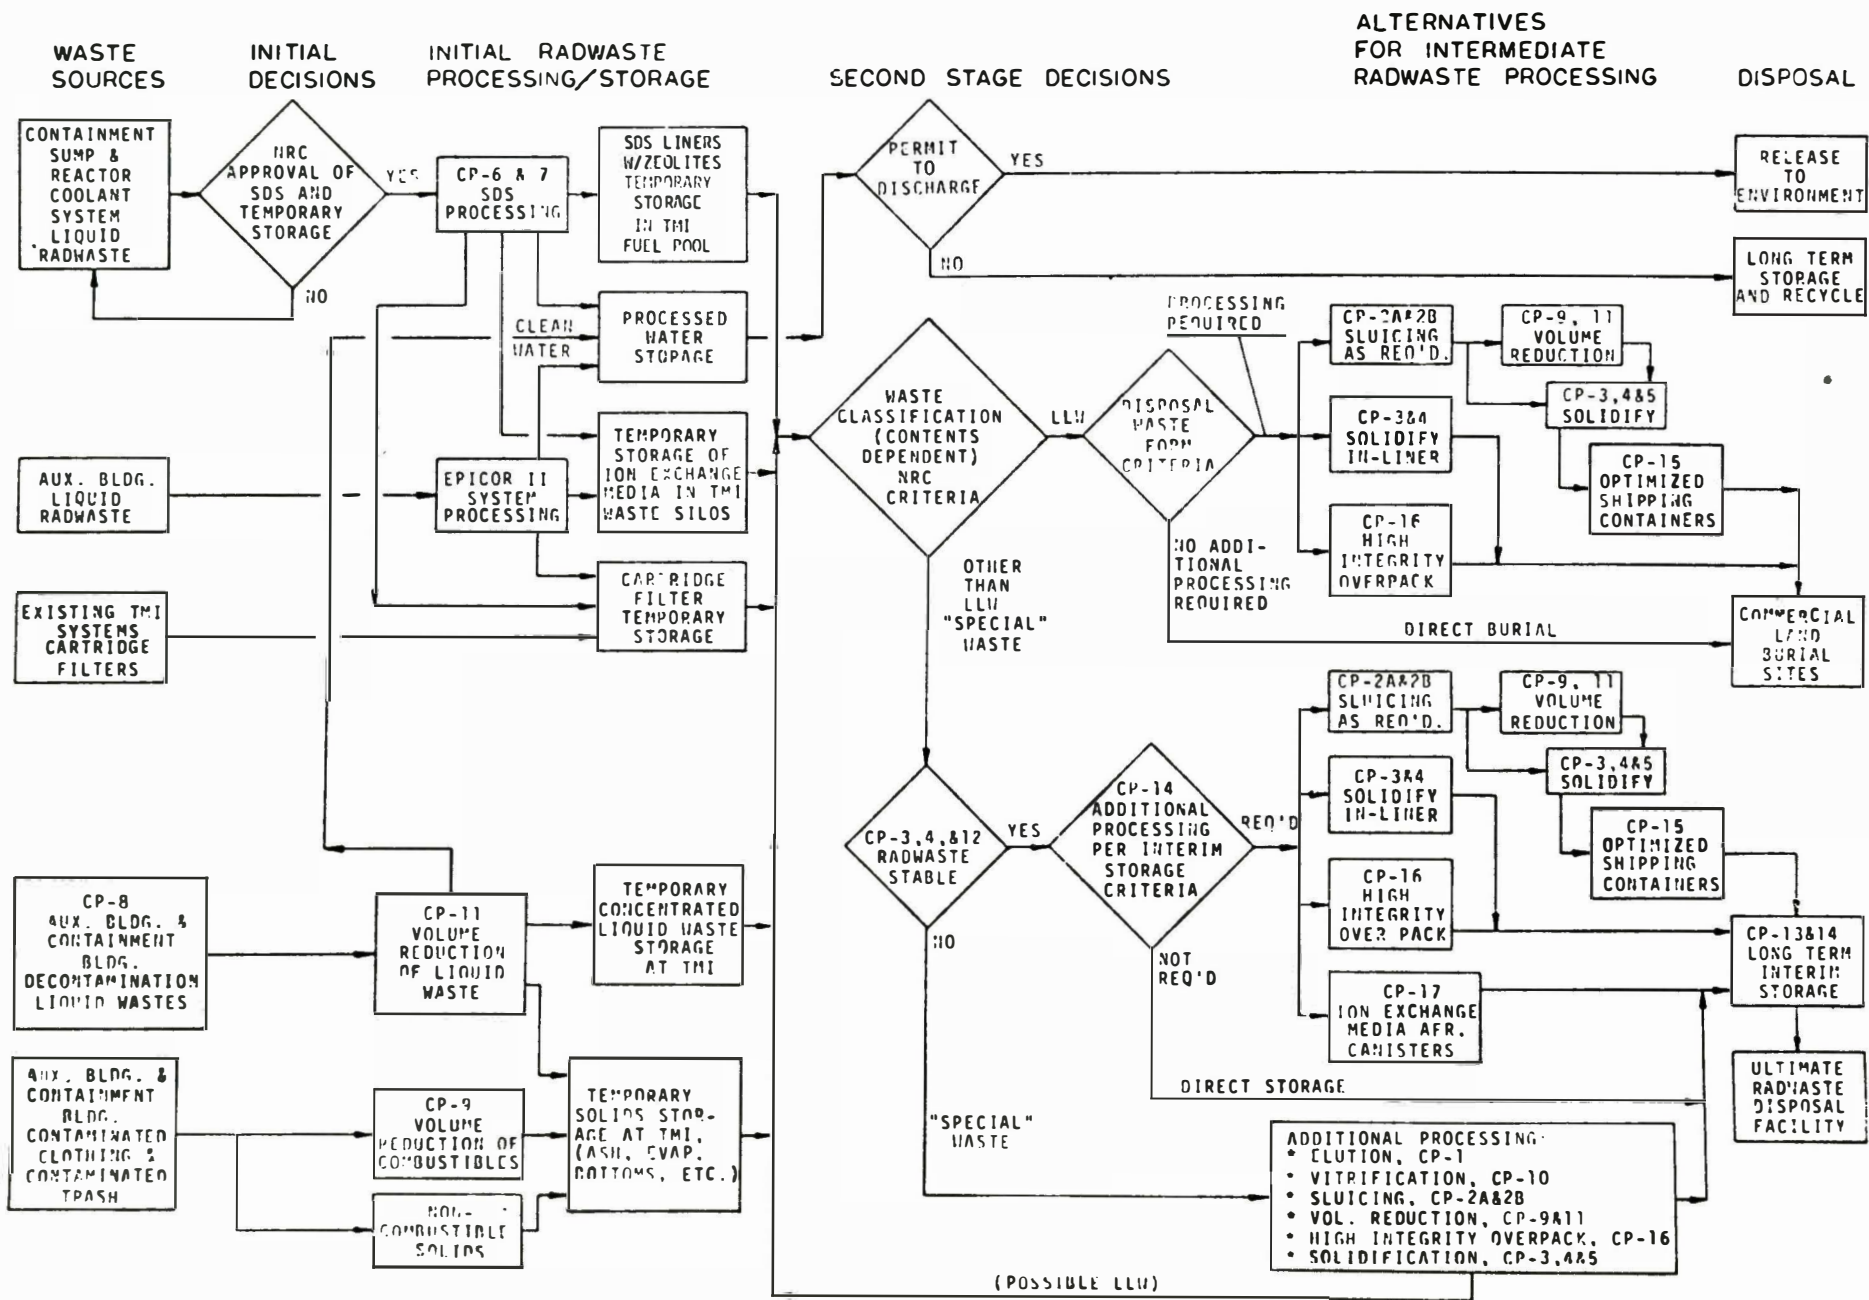 WASTE
SOURCES
INITIAL
DECISIONS
INITIAL RADWASTE
PROCESSING/STORAGE
SECOND STAGE DECISIONS
ALTERNATIVES
FOR INTERMEDIATE
RADWASTE PROCESSING
DISPOSAL
CONTAINMENT
SUMP &
REACTOR
COOLANT
SYSTEM
LIQUID
RADWASTE
NRC
APPROVAL OF
SDS AND
TEMPORARY
STORAGE
YES
NO
CP-6 & 7
SDS
PROCESSING
SDS LINERS
W/ZEOLITES
TEMPORARY
STORAGE
IN TMI
FUEL POOL
PERMIT
TO
DISCHARGE
YES
NO
RELEASE
TO
ENVIRONMENT
LONG TERM
STORAGE
AND RECYCLE
CLEAN
WATER
PROCESSED
WATER
STOPAGE
AUX. BLDG.
LIQUID
RADWASTE
EPICOR II
SYSTEM
PROCESSING
TEMPORARY
STORAGE OF
ION EXCHANGE
MEDIA IN TMI
WASTE SILOS
EXISTING TMI
SYSTEMS
CARTRIDGE
FILTERS
CARTRIDGE
FILTER
TEMPORARY
STORAGE
WASTE
CLASSIFICATION
(CONTENTS
DEPENDENT)
NRC
CRITERIA
LLW
DISPOSAL
WASTE
FORM
CRITERIA
PROCESSING
REQUIRED
CP-2A&2B
SLUICING
AS REQ'D.
CP-9, 11
VOLUME
REDUCTION
CP-3,4&5
SOLIDIFY
CP-3&4
SOLIDIFY
IN-LINER
CP-15
OPTIMIZED
SHIPPING
CONTAINERS
CP-16
HIGH
INTEGRITY
OVERPACK
NO ADDI-
TIONAL
PROCESSING
REQUIRED
DIRECT BURIAL
COMMERCIAL
LAND
BURIAL
SITES
OTHER
THAN
LLW
"SPECIAL"
WASTE
CP-3,4,&12
RADWASTE
STABLE
YES
NO
CP-14
ADDITIONAL
PROCESSING
PER INTERIM
STORAGE
CRITERIA
REQ'D
NOT
REQ'D
CP-2A&2B
SLUICING
AS REQ'D.
CP-9, 11
VOLUME
REDUCTION
CP-3,4&5
SOLIDIFY
CP-3&4
SOLIDIFY
IN-LINER
CP-15
OPTIMIZED
SHIPPING
CONTAINERS
CP-16
HIGH
INTEGRITY
OVER PACK
CP-17
ION EXCHANGE
MEDIA AFR.
CANISTERS
CP-13&14
LONG TERM
INTERIM
STORAGE
DIRECT STORAGE
ULTIMATE
RADWASTE
DISPOSAL
FACILITY
CP-8
AUX. BLDG. &
CONTAINMENT
BLDG.
DECONTAMINATION
LIQUID WASTES
CP-11
VOLUME
REDUCTION
OF LIQUID
WASTE
TEMPORARY
CONCENTRATED
LIQUID WASTE
STORAGE
AT TMI
AUX. BLDG. &
CONTAINMENT
BLDG.
CONTAMINATED
CLOTHING &
CONTAMINATED
TPASH
CP-9
VOLUME
REDUCTION OF
COMBUSTIBLES
NON-
COMBUSTIBLE
SOLIDS
TEMPORARY
SOLIDS STOR-
AGE AT TMI,
(ASH, EVAP.
BOTTOMS, ETC.)
"SPECIAL"
WASTE
ADDITIONAL PROCESSING:
* ELUTION, CP-1
* VITRIFICATION, CP-10
* SLUICING, CP-2A&2B
* VOL. REDUCTION, CP-9&11
* HIGH INTEGRITY OVERPACK, CP-16
* SOLIDIFICATION, CP-3,4&5
(POSSIBLE LLW)